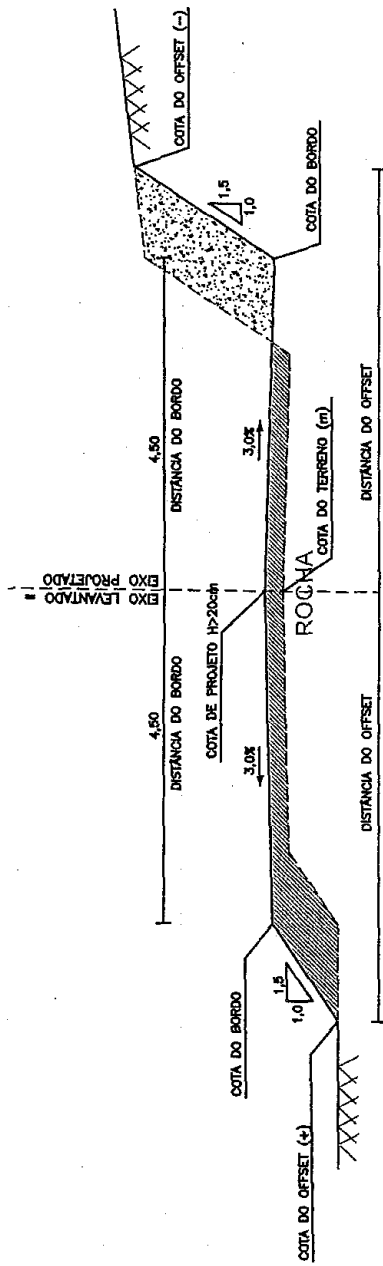 EIXO LEVANTADO
=
EIXO PROJETADO
4,50
4,50
DISTÂNCIA DO BORDO
DISTÂNCIA DO BORDO
COTA DO OFFSET (-)
1,5
1,0
COTA DO BORDO
COTA DE PROJETO H>20cm
3,0%
3,0%
COTA DO BORDO
1,5
1,0
ROCHA
COTA DO TERRENO (m)
COTA DO OFFSET (+)
DISTÂNCIA DO OFFSET
DISTÂNCIA DO OFFSET